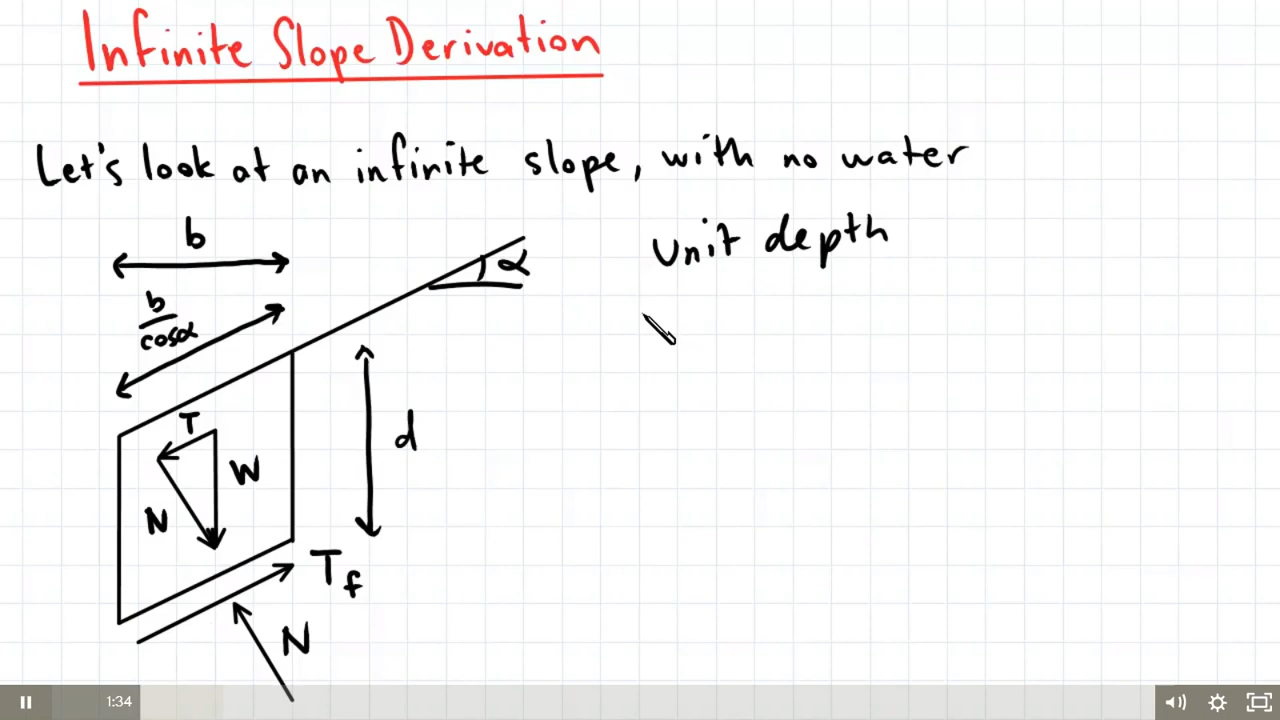 Infinite Slope Derivation
Let's look at an infinite slope, with no water
unit depth
b
α
b
cosα
T
d
W
N
Tf
N
1:34